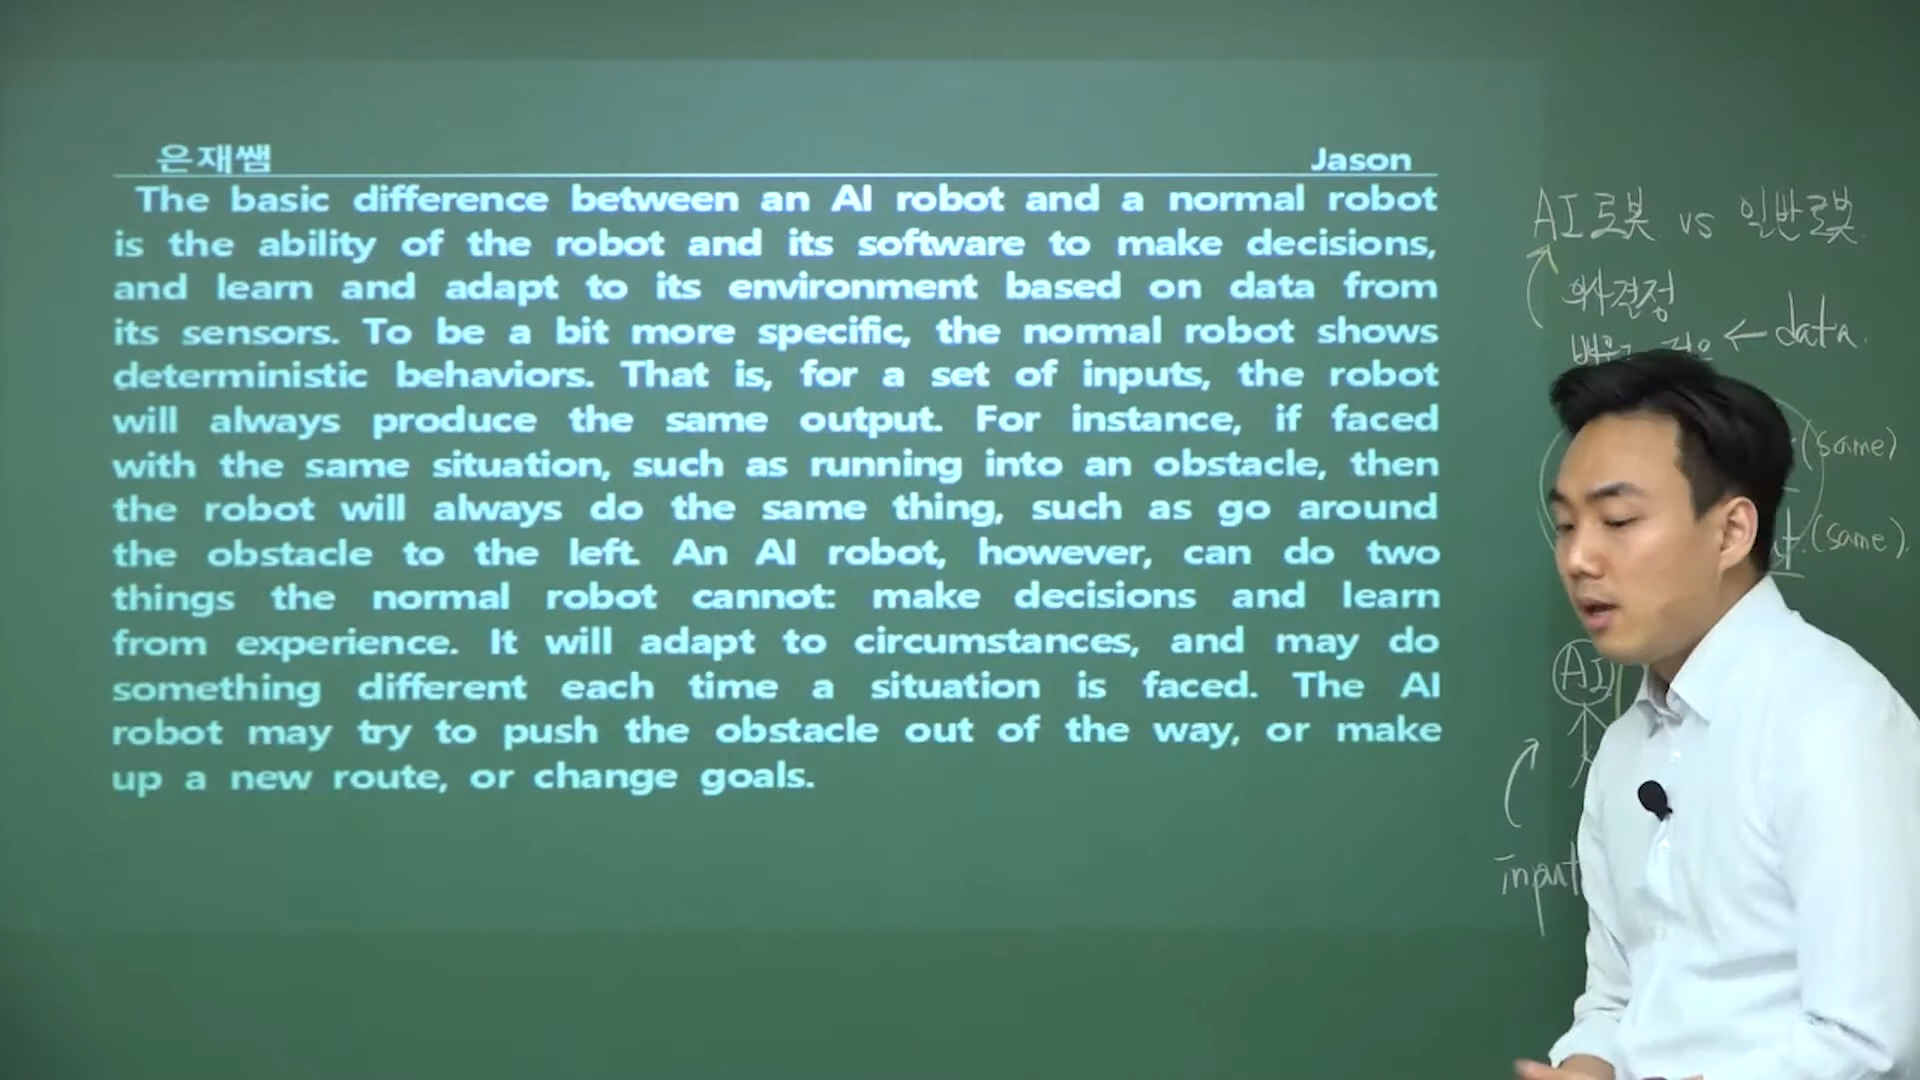 은재쌤 Jason
The basic difference between an AI robot and a normal robot
is the ability of the robot and its software to make decisions,
and learn and adapt to its environment based on data from
its sensors. To be a bit more specific, the normal robot shows
deterministic behaviors. That is, for a set of inputs, the robot
will always produce the same output. For instance, if faced
with the same situation, such as running into an obstacle, then
the robot will always do the same thing, such as go around
the obstacle to the left. An AI robot, however, can do two
things the normal robot cannot: make decisions and learn
from experience. It will adapt to circumstances, and may do
something different each time a situation is faced. The AI
robot may try to push the obstacle out of the way, or make
up a new route, or change goals.
AI 로봇 vs 일반로봇
의사결정
← data.
(same)
(same).
AI
input